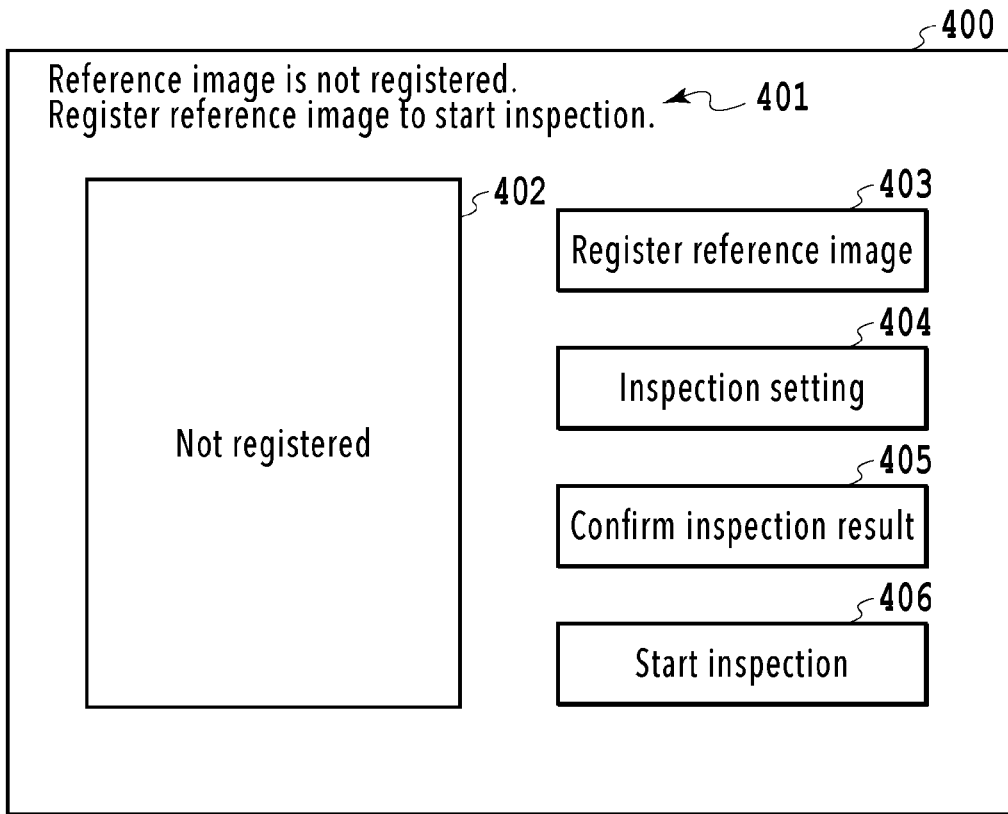 400
Reference image is not registered.
Register reference image to start inspection.
401
402
Not registered
403
Register reference image
404
Inspection setting
405
Confirm inspection result
406
Start inspection